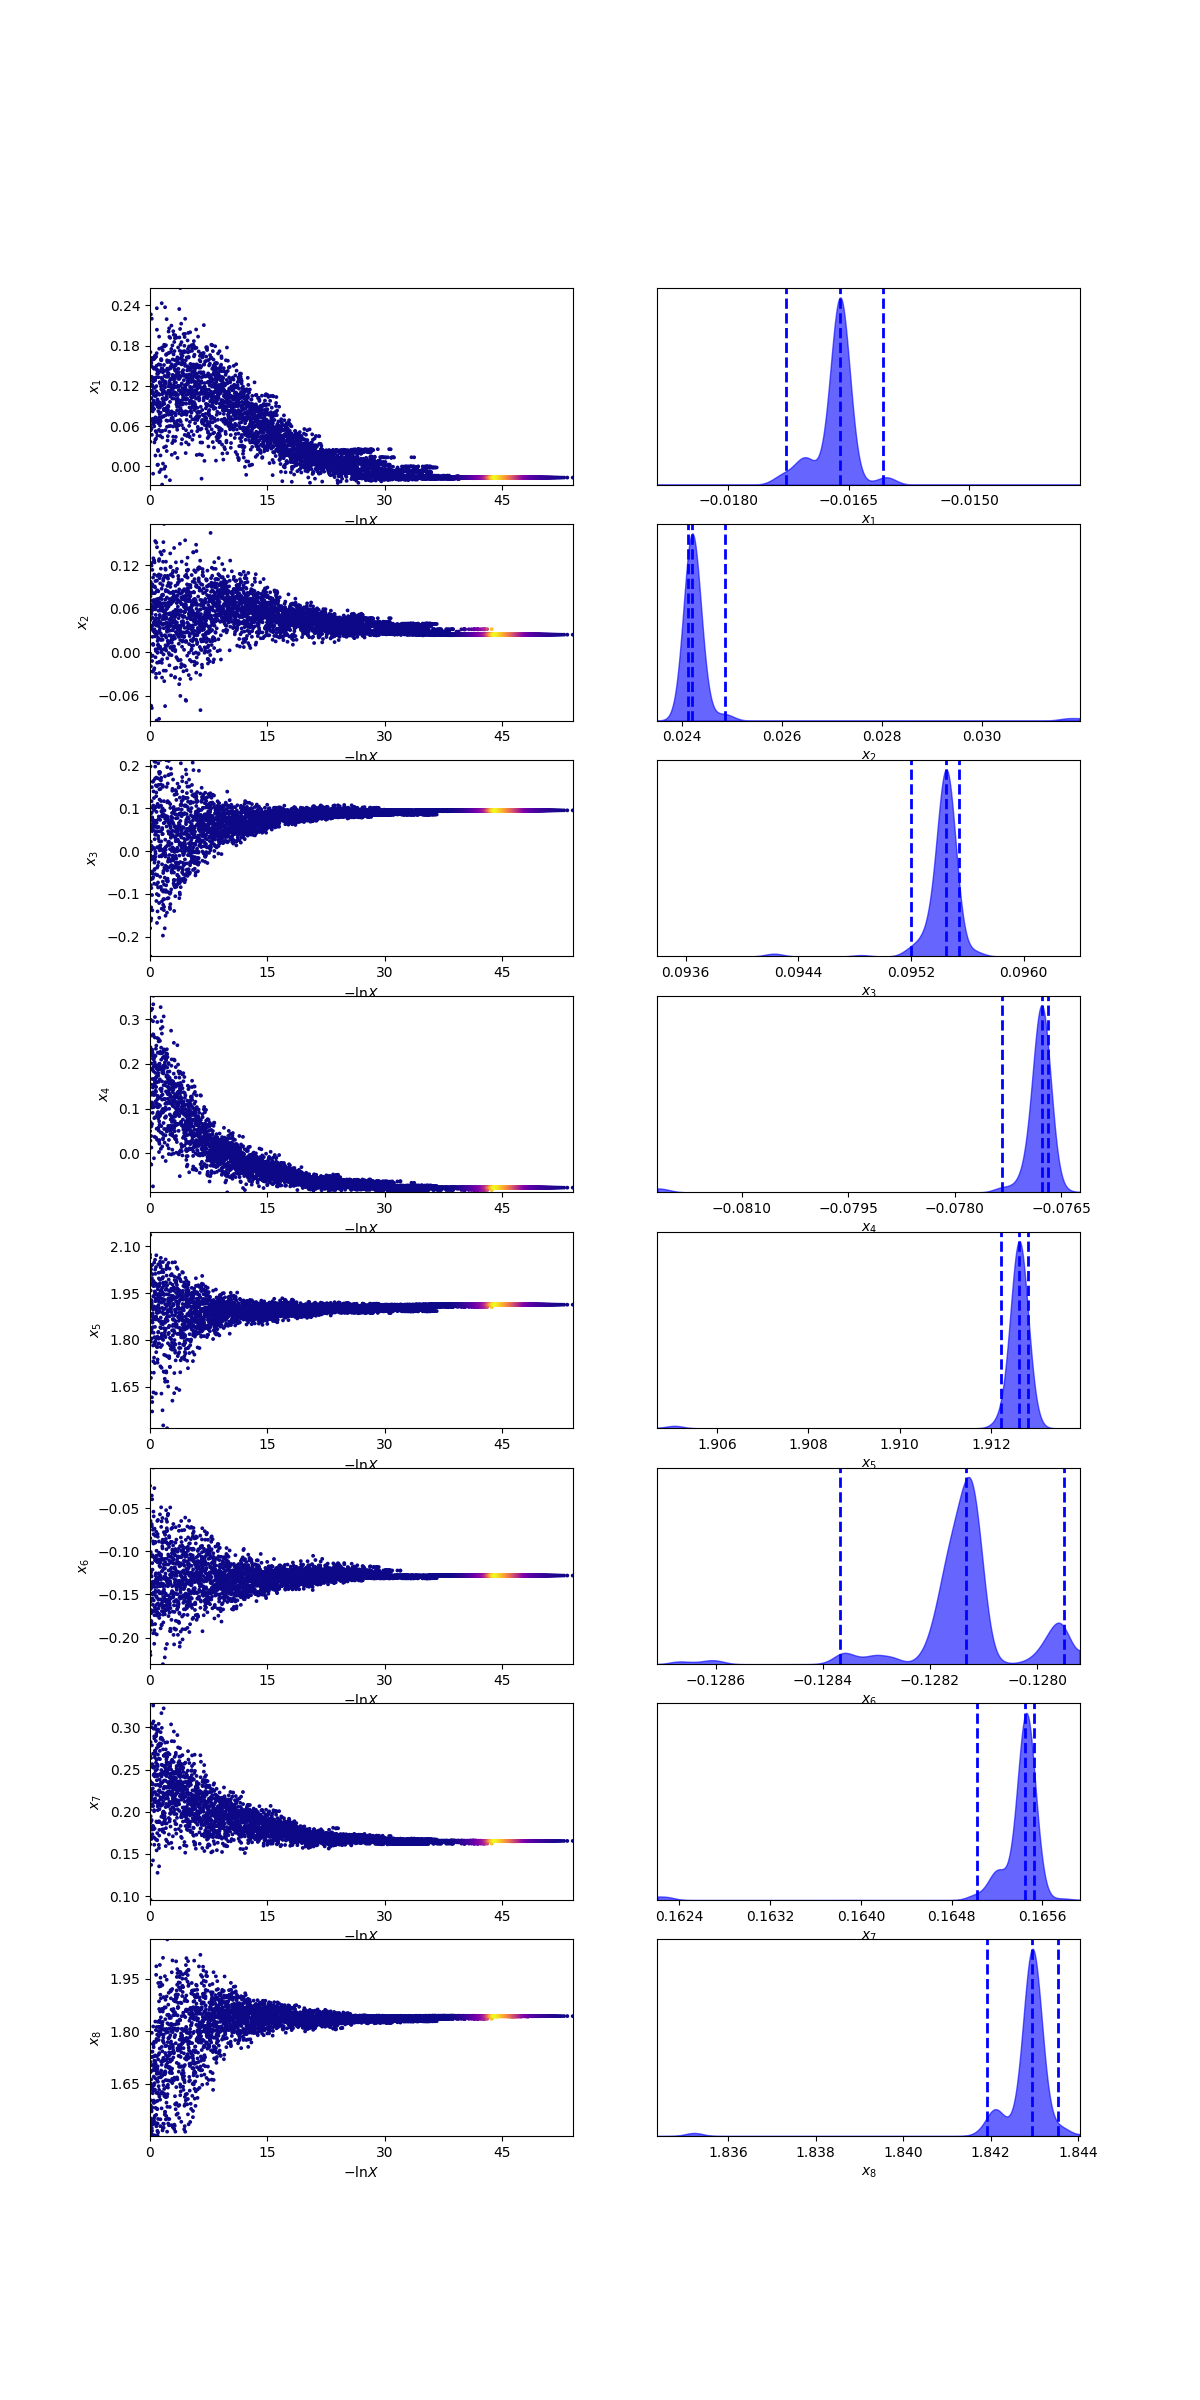 0.24
0.18
0.12
0.06
0.00
x₁
0 15 30 45
−lnX
−0.0180 −0.0165 −0.0150
x₁
0.12
0.06
0.00
−0.06
x₂
0 15 30 45
−lnX
0.024 0.026 0.028 0.030
x₂
0.2
0.1
0.0
−0.1
−0.2
x₃
0 15 30 45
−lnX
0.0936 0.0944 0.0952 0.0960
x₃
0.3
0.2
0.1
0.0
x₄
0 15 30 45
−lnX
−0.0810 −0.0795 −0.0780 −0.0765
x₄
2.10
1.95
1.80
1.65
x₅
0 15 30 45
−lnX
1.906 1.908 1.910 1.912
x₅
−0.05
−0.10
−0.15
−0.20
x₆
0 15 30 45
−lnX
−0.1286 −0.1284 −0.1282 −0.1280
x₆
0.30
0.25
0.20
0.15
0.10
x₇
0 15 30 45
−lnX
0.1624 0.1632 0.1640 0.1648 0.1656
x₇
1.95
1.80
1.65
x₈
0 15 30 45
−lnX
1.836 1.838 1.840 1.842 1.844
x₈